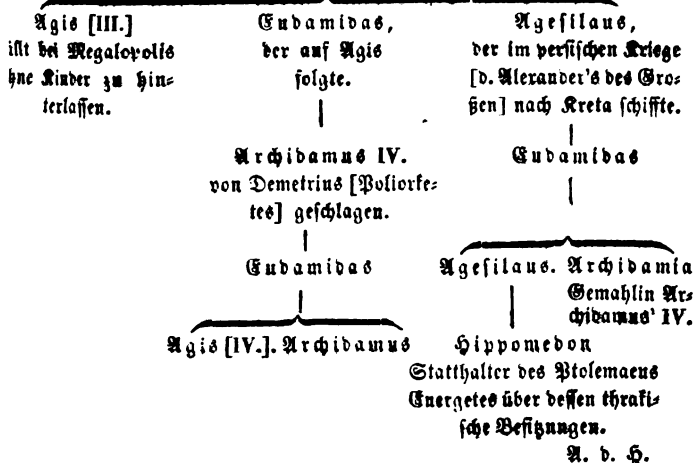 Agis [III.]
bei Megalopolis
Kinder zu hin-
terlassen.
Eudamidas,
der auf Agis
folgte.
Agesilaus,
der im persischen Kriege
[d. Alexander's des Gro-
ßen] nach Kreta schiffte.
Archidamus IV.
von Demetrius [Poliorke-
tes] geschlagen.
Eudamidas
Eudamidas
Agesilaus. Archidamia
Gemahlin Ar-
chidamus' IV.
Agis [IV.]. Archidamus
Hippomedon
Statthalter des Ptolemaeus
Euergetes über dessen thraki-
sche Besitzungen.
A. d. H.